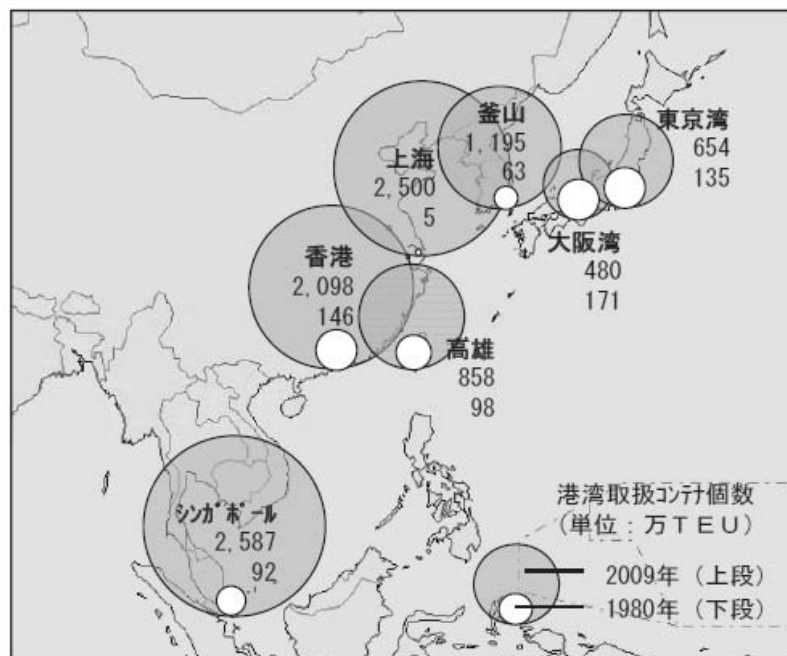 釜山
1,195
63
東京湾
654
135
上海
2,500
5
大阪湾
480
171
香港
2,098
146
高雄
858
98
シンガポール
2,587
92
港湾取扱コンテナ個数
(単位：万ＴＥＵ)
2009年（上段）
1980年（下段）